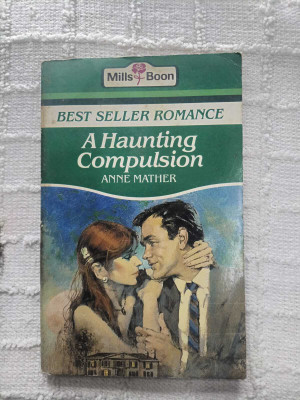 Mills Boon
BEST SELLER ROMANCE
A Haunting
Compulsion
ANNE MATHER